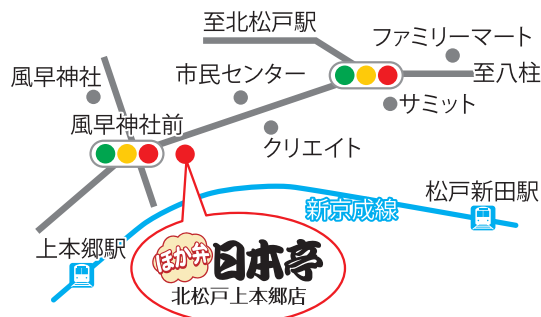 至北松戸駅
ファミリーマート
風早神社
市民センター
至八柱
サミット
風早神社前
クリエイト
松戸新田駅
新京成線
上本郷駅
ほか弁
日本亭
北松戸上本郷店